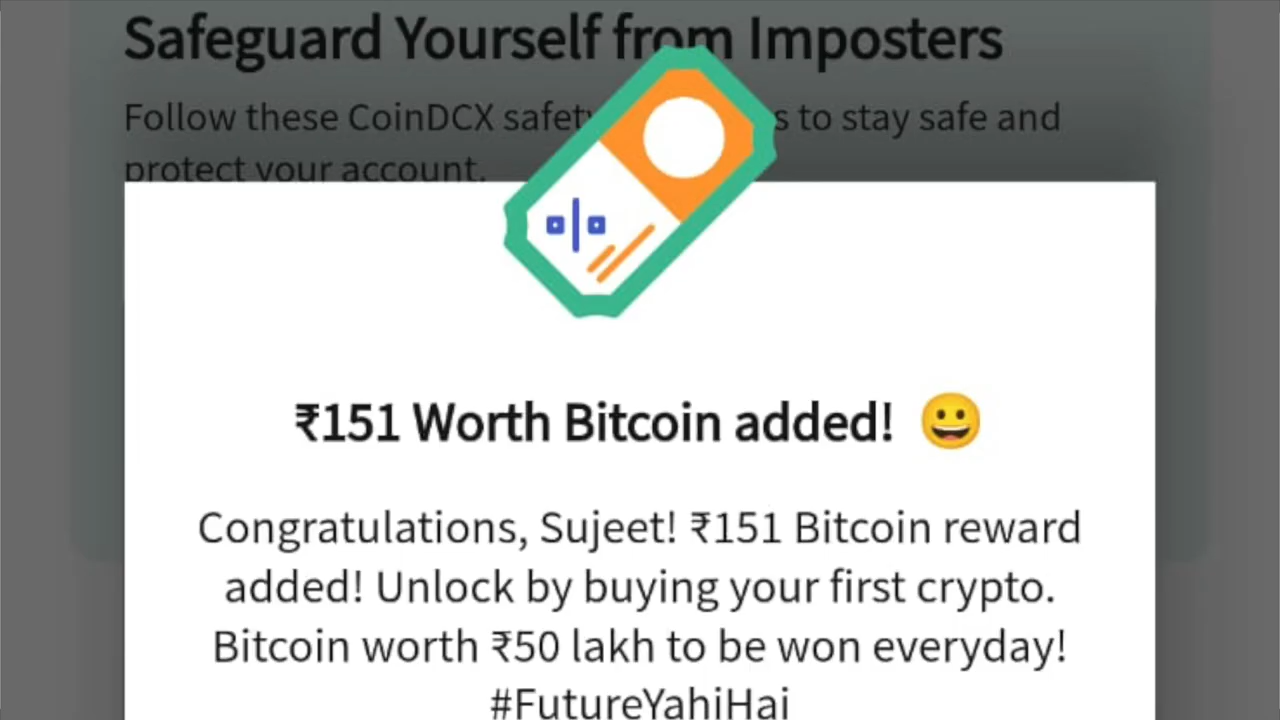 Safeguard Yourself from Imposters
Follow these CoinDCX to stay safe and
protect your account.
₹151 Worth Bitcoin added! 😀
Congratulations, Sujeet! ₹151 Bitcoin reward
added! Unlock by buying your first crypto.
Bitcoin worth ₹50 lakh to be won everyday!
#FutureYahiHai